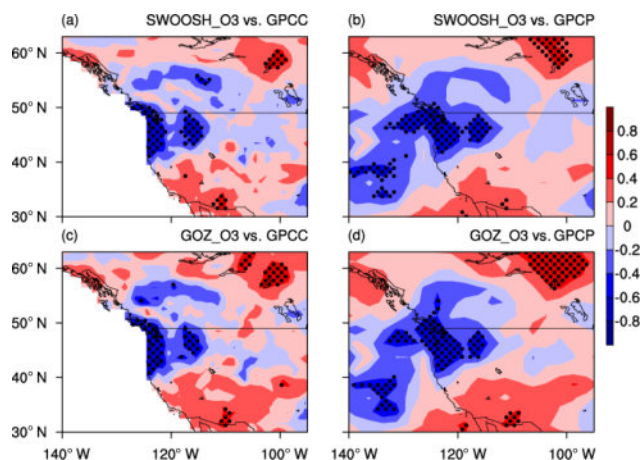 (a) SWOOSH_O3 vs. GPCC
(b) SWOOSH_O3 vs. GPCP
60° N
50° N
40° N
30° N
(c) GOZ_O3 vs. GPCC
(d) GOZ_O3 vs. GPCP
60° N
50° N
40° N
30° N
140° W 120° W 100° W
140° W 120° W 100° W
0.8
0.6
0.4
0.2
0
-0.2
-0.4
-0.6
-0.8